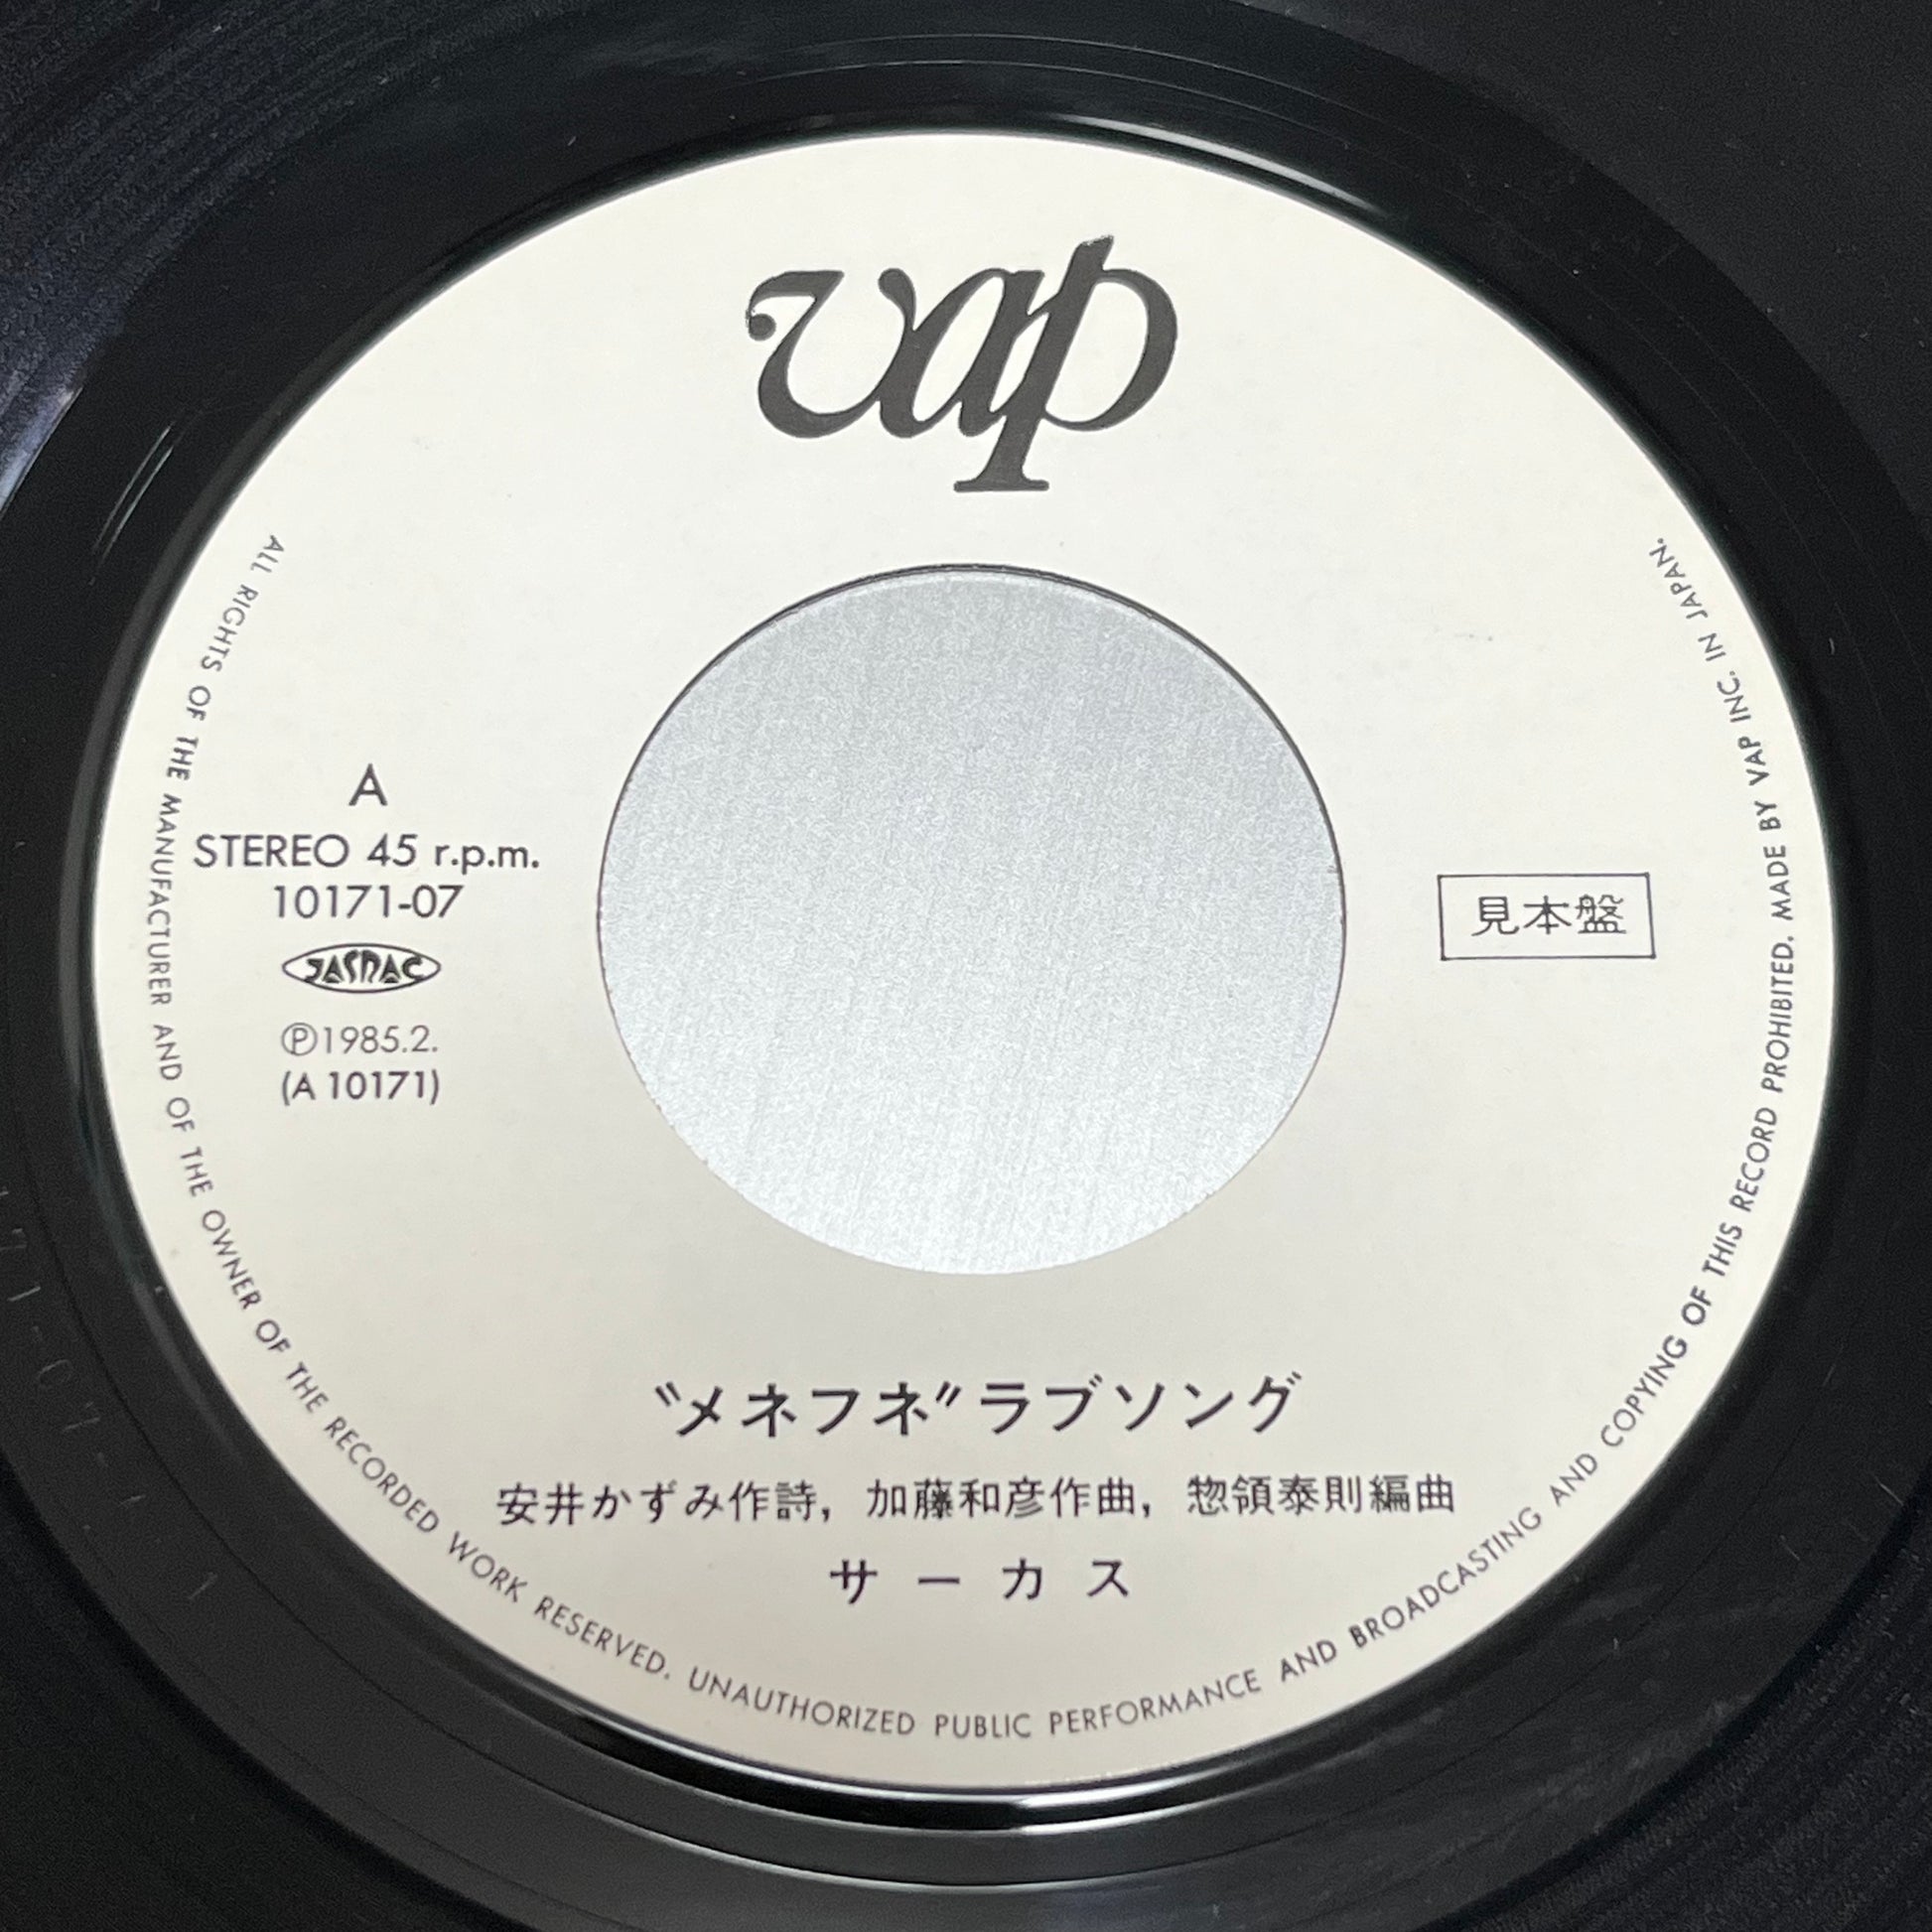 vap
A
STEREO 45 r.p.m.
10171-07
JASRAC
Ⓟ1985.2.
(A 10171)
見本盤
"メネフネ" ラブソング
安井かずみ作詩, 加藤和彦作曲, 惣領泰則編曲
サーカス
ALL RIGHTS OF THE MANUFACTURER AND OF THE OWNER OF THE RECORDED WORK RESERVED. UNAUTHORIZED PUBLIC PERFORMANCE AND BROADCASTING AND COPYING OF THIS RECORD PROHIBITED. MADE BY VAP INC. IN JAPAN.